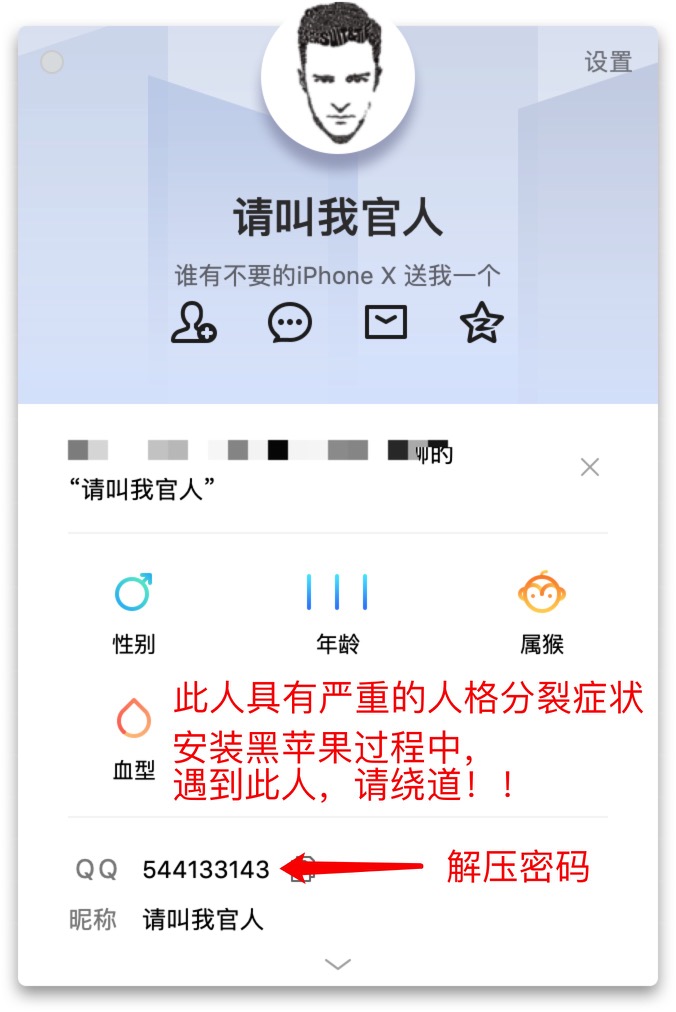 设置
请叫我官人
谁有不要的iPhone X 送我一个
的
“请叫我官人”
性别
年龄
属猴
此人具有严重的人格分裂症状
安装黑苹果过程中,
遇到此人，请绕道！！
血型
QQ 544133143
解压密码
昵称 请叫我官人